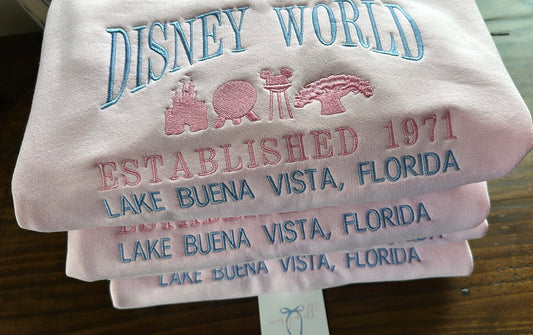 DISNEY WORLD
ESTABLISHED 1971
LAKE BUENA VISTA, FLORIDA
LAKE BUENA VISTA, FLORIDA
LAKE BUENA VISTA, FLORIDA